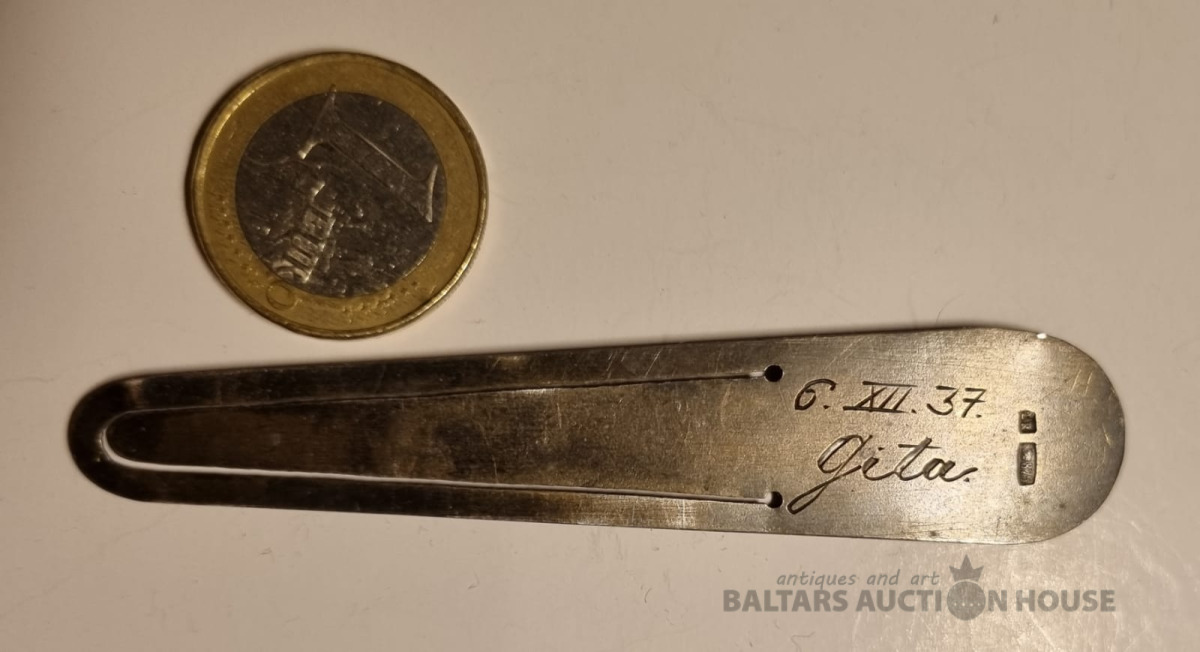 1
EURO
6. XII. 37.
Gita.
antiques and art
BALTARS AUCTION HOUSE